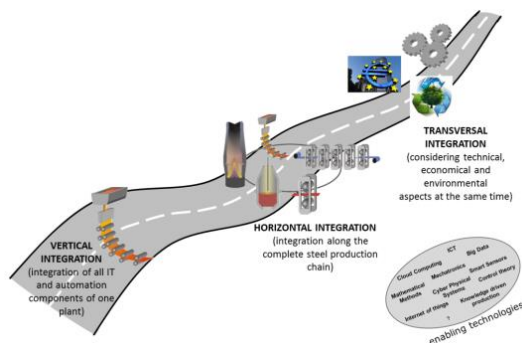 TRANSVERSAL
INTEGRATION
(considering technical,
economical and
environmental
aspects at the same time)
HORIZONTAL INTEGRATION
(integration along the
complete steel production
chain)
VERTICAL
INTEGRATION
(integration of all IT
and automation
components of one
plant)
Cloud Computing
ICT
Big Data
Mathematical
Methods
Mechatronics
Smart Sensors
Cyber Physical
Systems
Control theory
Internet of things
Knowledge driven
production
?
enabling technologies